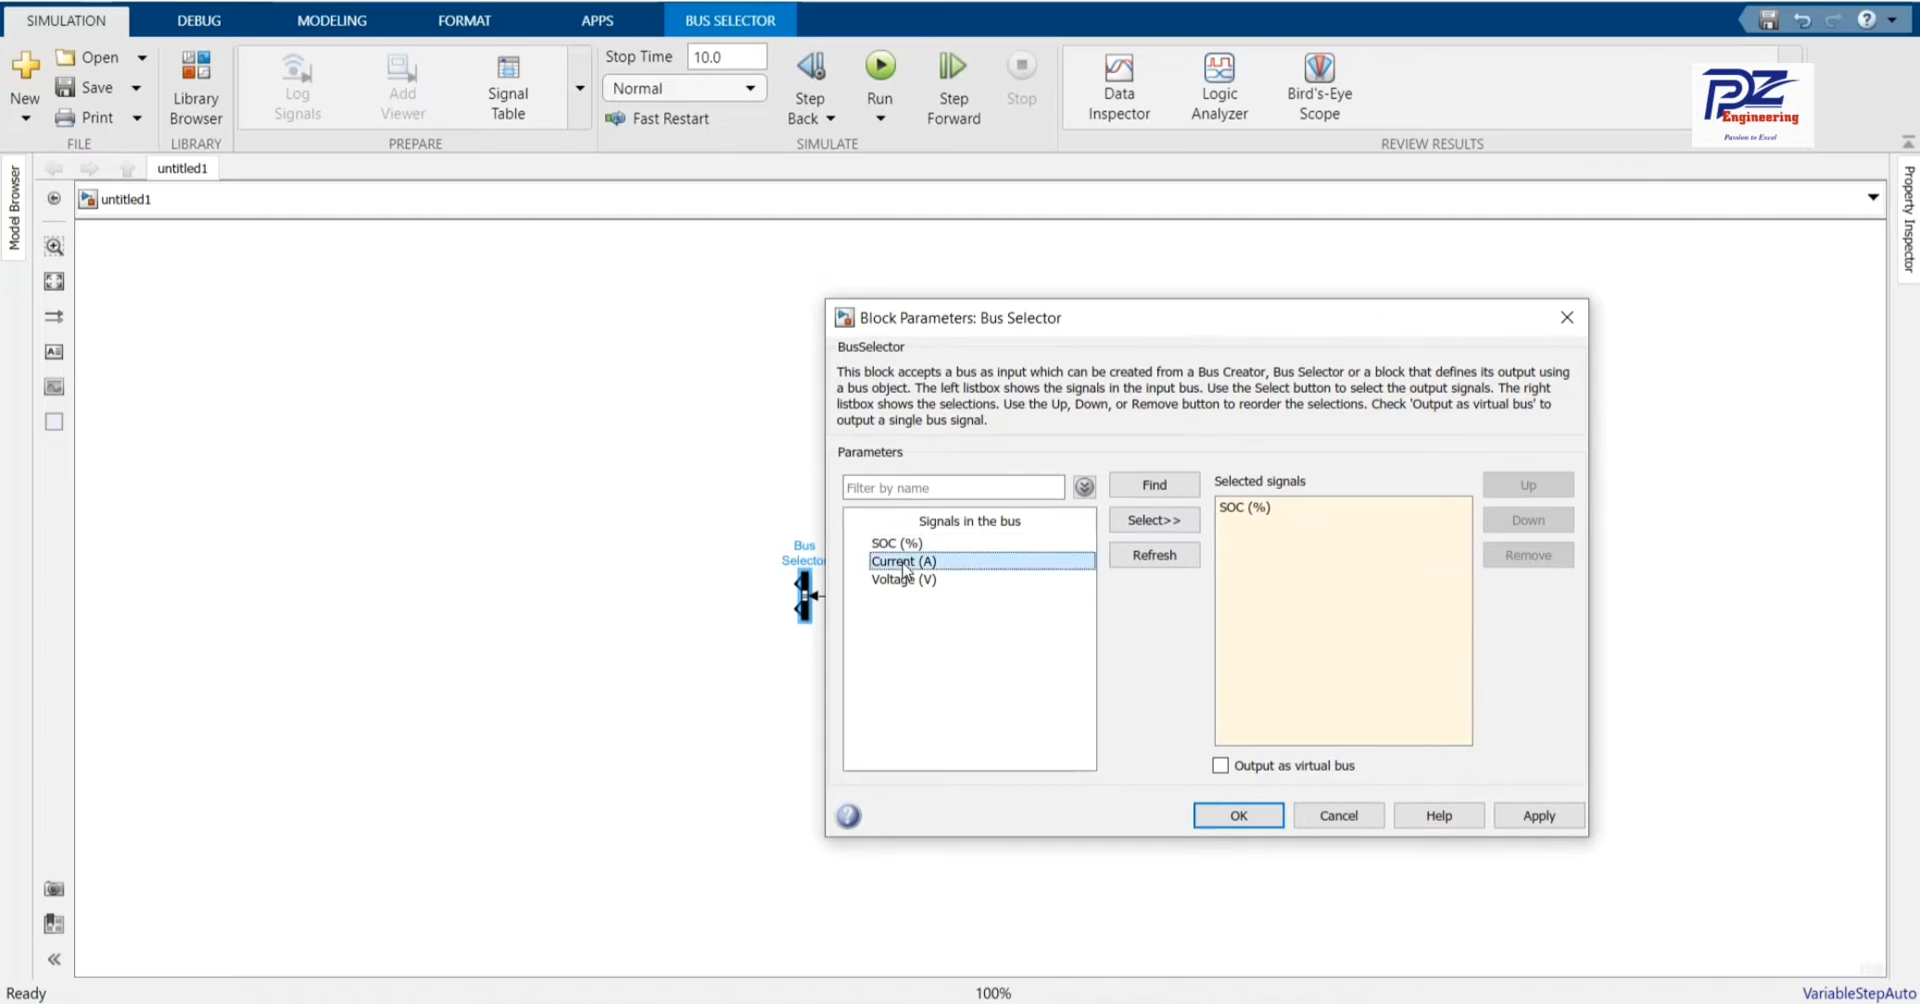 SIMULATION
DEBUG
MODELING
FORMAT
APPS
BUS SELECTOR
New
Open
Save
Print
FILE
Library
Browser
LIBRARY
Log
Signals
Add
Viewer
Signal
Table
PREPARE
Stop Time
10.0
Normal
Fast Restart
Step
Back
Run
Step
Forward
Stop
SIMULATE
Data
Inspector
Logic
Analyzer
Bird's-Eye
Scope
REVIEW RESULTS
PZ
Engineering
Passion to Excel
Model Browser
untitled1
untitled1
Property Inspector
Bus
Selector
Block Parameters: Bus Selector
BusSelector
This block accepts a bus as input which can be created from a Bus Creator, Bus Selector or a block that defines its output using
a bus object. The left listbox shows the signals in the input bus. Use the Select button to select the output signals. The right
listbox shows the selections. Use the Up, Down, or Remove button to reorder the selections. Check 'Output as virtual bus' to
output a single bus signal.
Parameters
Filter by name
Signals in the bus
SOC (%)
Current (A)
Voltage (V)
Find
Select>>
Refresh
Selected signals
SOC (%)
Up
Down
Remove
Output as virtual bus
OK
Cancel
Help
Apply
Ready
100%
VariableStepAuto